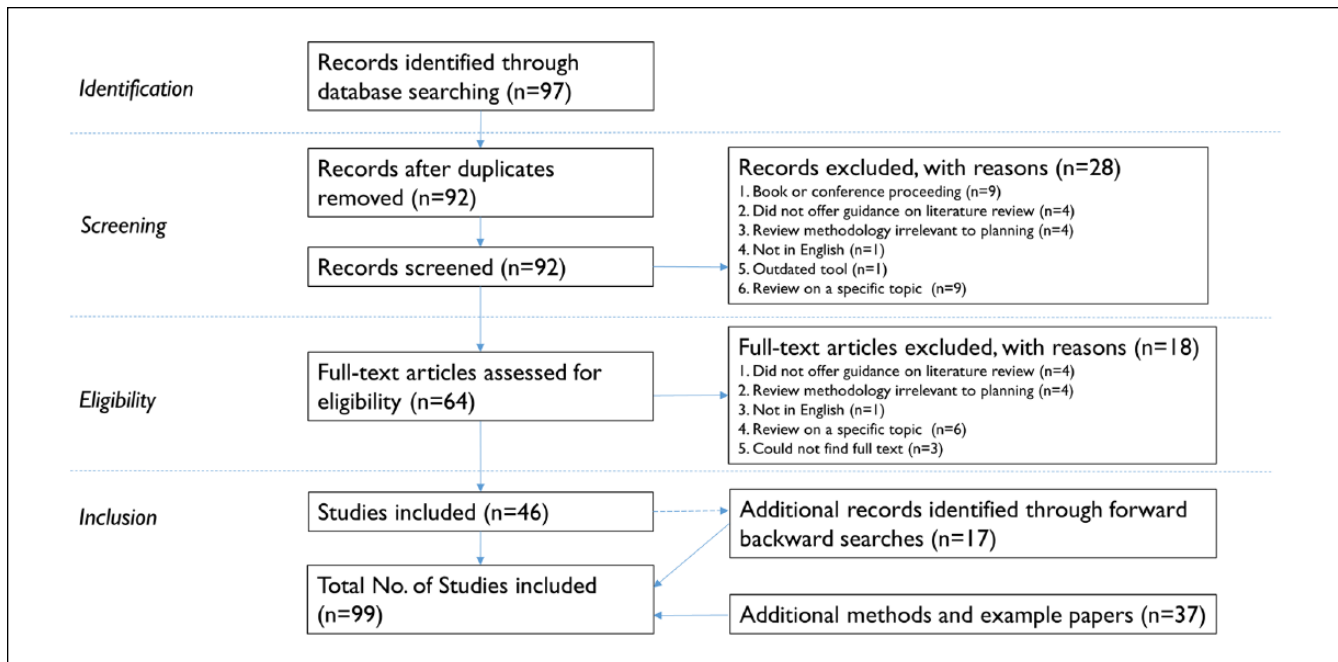 Identification
Records identified through
database searching (n=97)
Screening
Records after duplicates
removed (n=92)
Records screened (n=92)
Records excluded, with reasons (n=28)
1. Book or conference proceeding (n=9)
2. Did not offer guidance on literature review (n=4)
3. Review methodology irrelevant to planning (n=4)
4. Not in English (n=1)
5. Outdated tool (n=1)
6. Review on a specific topic (n=9)
Eligibility
Full-text articles assessed for
eligibility (n=64)
Full-text articles excluded, with reasons (n=18)
1. Did not offer guidance on literature review (n=4)
2. Review methodology irrelevant to planning (n=4)
3. Not in English (n=1)
4. Review on a specific topic (n=6)
5. Could not find full text (n=3)
Inclusion
Studies included (n=46)
Additional records identified through forward
backward searches (n=17)
Total No. of Studies included
(n=99)
Additional methods and example papers (n=37)